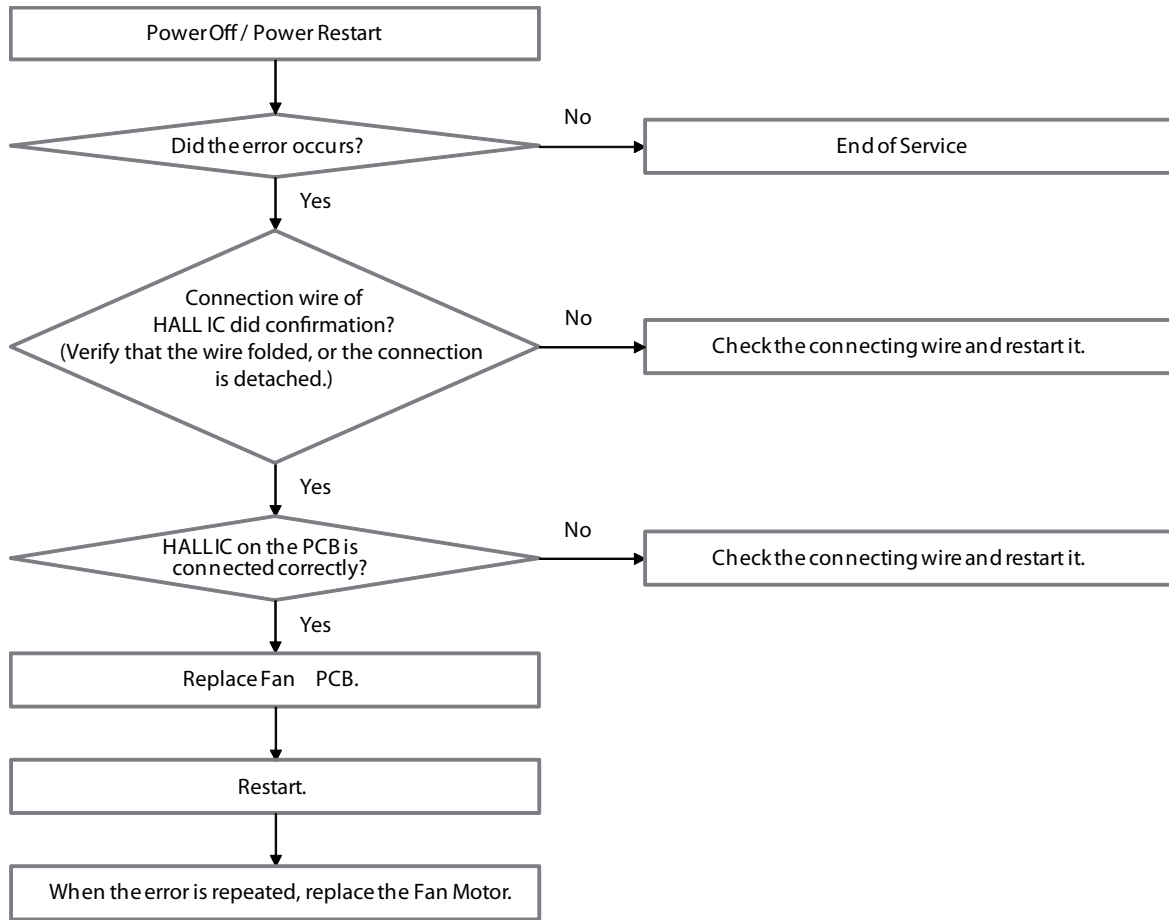 Power Off / Power Restart
Did the error occurs?
No
End of Service
Yes
Connection wire of
HALL IC did confirmation?
(Verify that the wire folded, or the connection
is detached.)
No
Check the connecting wire and restart it.
Yes
HALL IC on the PCB is
connected correctly?
No
Check the connecting wire and restart it.
Yes
Replace Fan PCB.
Restart.
When the error is repeated, replace the Fan Motor.